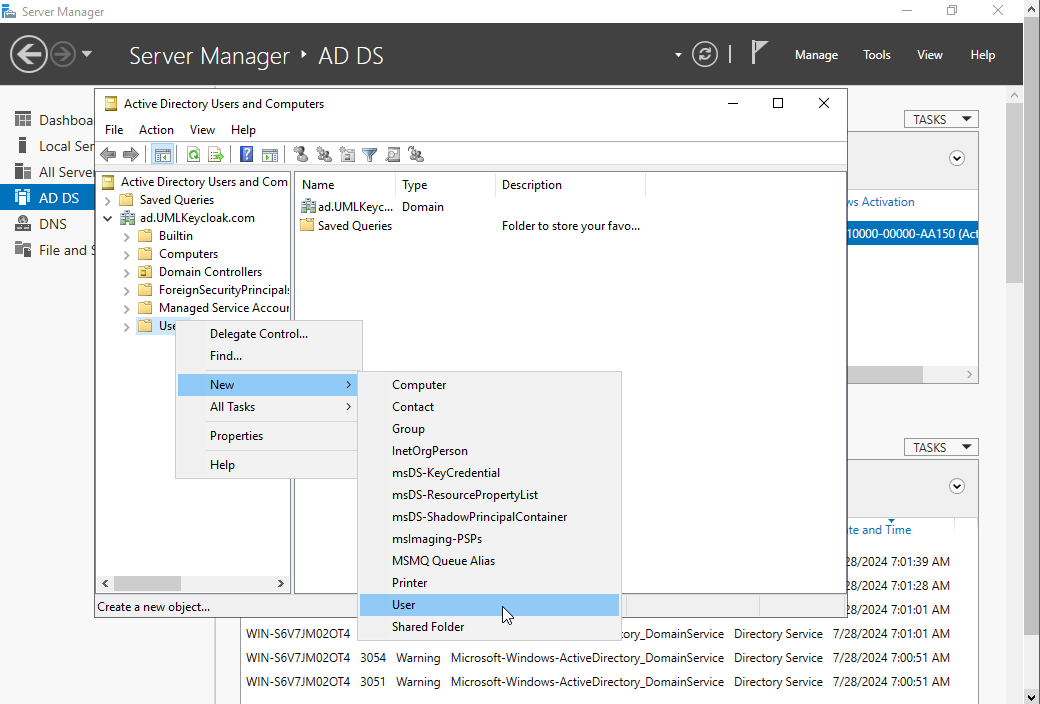 Server Manager
Server Manager • AD DS
Manage Tools View Help
Dashboa
Local Ser
All Server
AD DS
DNS
File and S
Active Directory Users and Computers
File Action View Help
Active Directory Users and Com
Saved Queries
ad.UMLKeycloak.com
Builtin
Computers
Domain Controllers
ForeignSecurityPrincipals
Managed Service Accour
Use
Name Type Description
ad.UMLKeyc... Domain
Saved Queries Folder to store your favo...
Delegate Control...
Find...
New
All Tasks
Properties
Help
Computer
Contact
Group
InetOrgPerson
msDS-KeyCredential
msDS-ResourcePropertyList
msDS-ShadowPrincipalContainer
msImaging-PSPs
MSMQ Queue Alias
Printer
User
Shared Folder
Create a new object...
TASKS
ws Activation
10000-00000-AA150 (Act
TASKS
ate and Time
28/2024 7:01:39 AM
28/2024 7:01:28 AM
28/2024 7:01:01 AM
WIN-S6V7JM02OT4 ctory_DomainService Directory Service 7/28/2024 7:01:01 AM
WIN-S6V7JM02OT4 3054 Warning Microsoft-Windows-ActiveDirectory_DomainService Directory Service 7/28/2024 7:00:51 AM
WIN-S6V7JM02OT4 3051 Warning Microsoft-Windows-ActiveDirectory_DomainService Directory Service 7/28/2024 7:00:51 AM